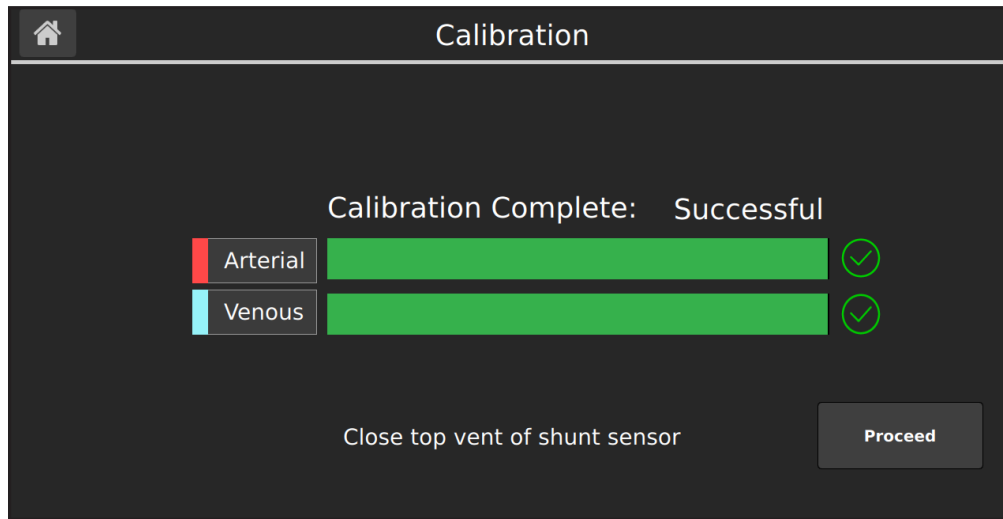 Calibration
Calibration Complete: Successful
Arterial
Venous
Close top vent of shunt sensor
Proceed